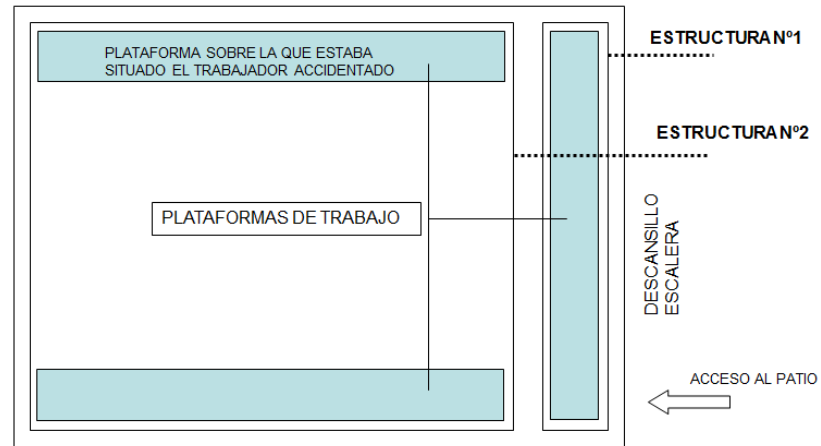 PLATAFORMA SOBRE LA QUE ESTABA
SITUADO EL TRABAJADOR ACCIDENTADO
ESTRUCTURA Nº1
ESTRUCTURA Nº2
PLATAFORMAS DE TRABAJO
DESCANSILLO
ESCALERA
ACCESO AL PATIO